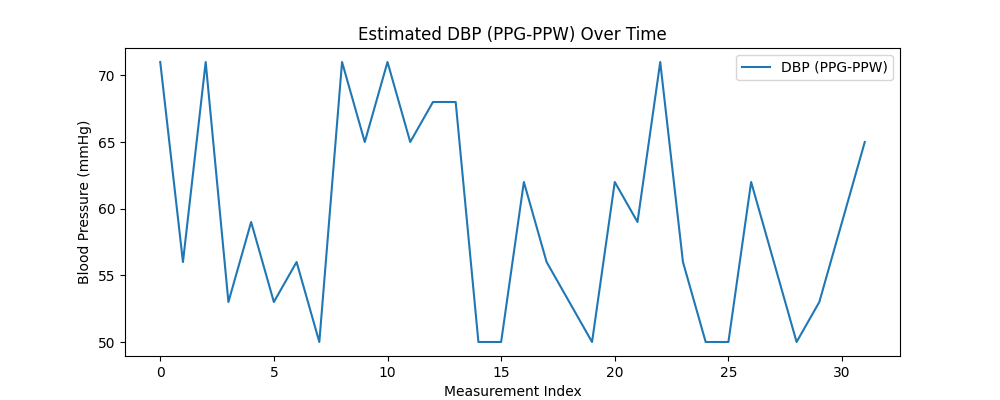 Estimated DBP (PPG-PPW) Over Time
DBP (PPG-PPW)
Blood Pressure (mmHg)
70
65
60
55
50
0 5 10 15 20 25 30
Measurement Index